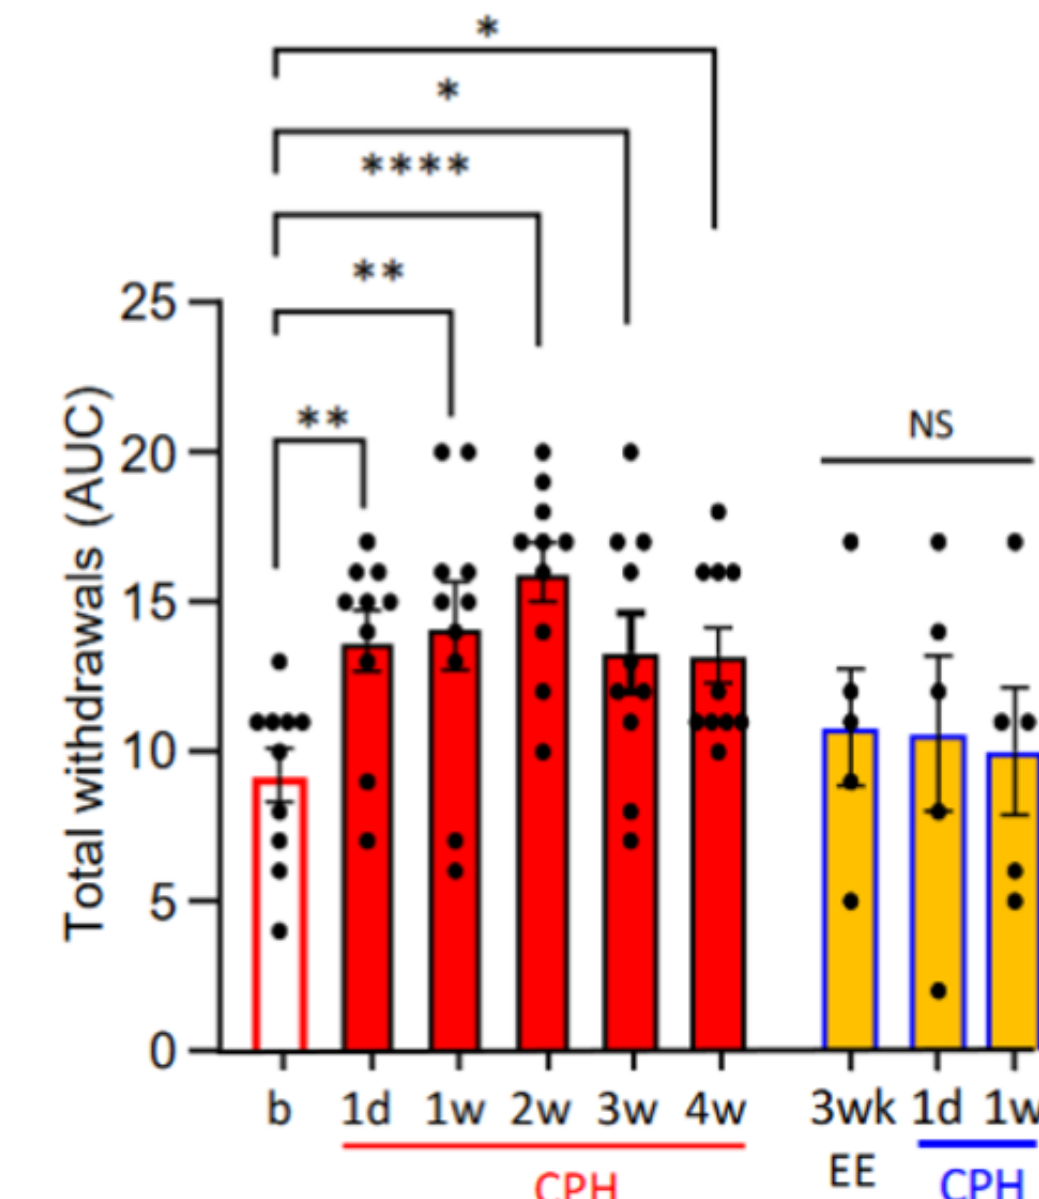 *
*
****
**
**
NS
25
20
15
10
5
0
Total withdrawals (AUC)
b 1d 1w 2w 3w 4w 3wk 1d 1w
EE
CPH CPH